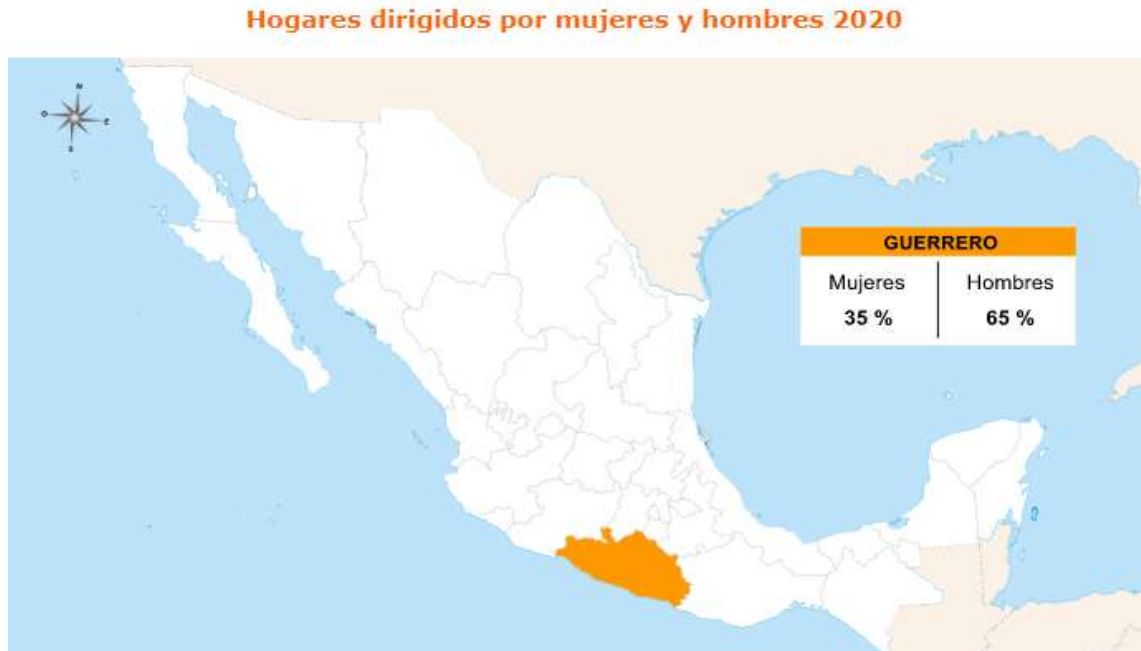 Hogares dirigidos por mujeres y hombres 2020
N
O
E
S
GUERRERO
Mujeres
Hombres
35 %
65 %